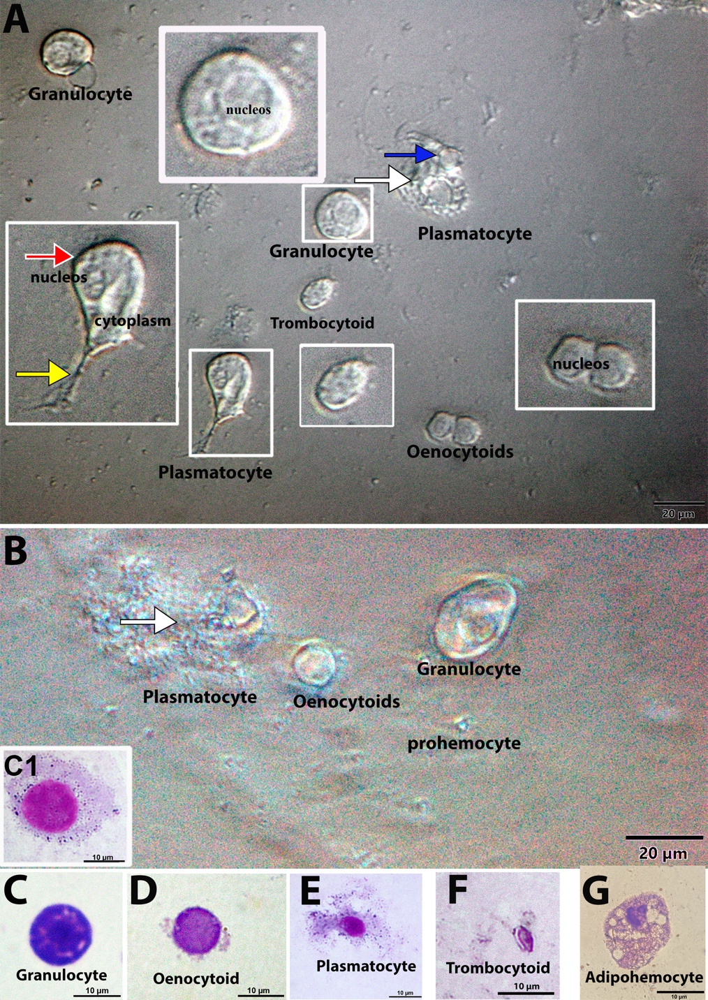 A
Granulocyte
nucleos
Plasmatocyte
Granulocyte
nucleos
cytoplasm
Trombocytoid
nucleos
Oenocytoids
Plasmatocyte
20 µm
B
Granulocyte
Plasmatocyte
Oenocytoids
prohemocyte
C1
10 µm
20 µm
C
D
E
F
G
Granulocyte
Oenocytoid
Plasmatocyte
Trombocytoid
Adipohemocyte
10 µm
10 µm
10 µm
10 µm
10 µm